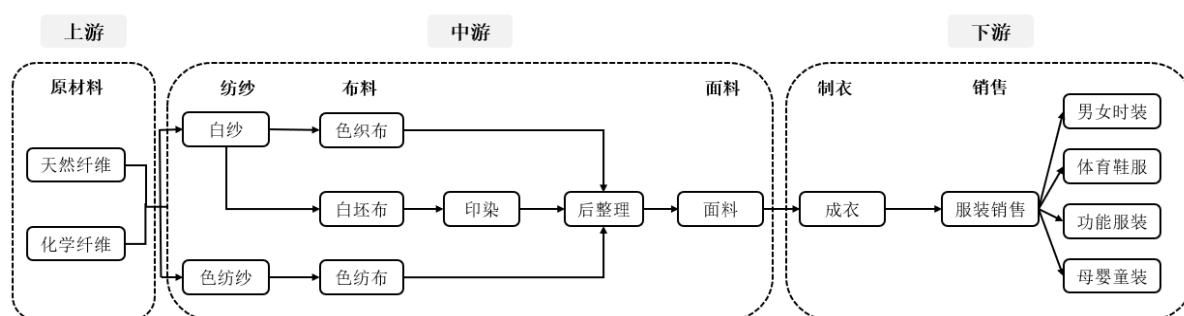 上游
中游
下游
原材料
纺纱
布料
面料
制衣
销售
白纱
色织布
男女时装
天然纤维
体育鞋服
白坯布
印染
后整理
面料
成衣
服装销售
功能服装
化学纤维
色纺纱
色纺布
母婴童装